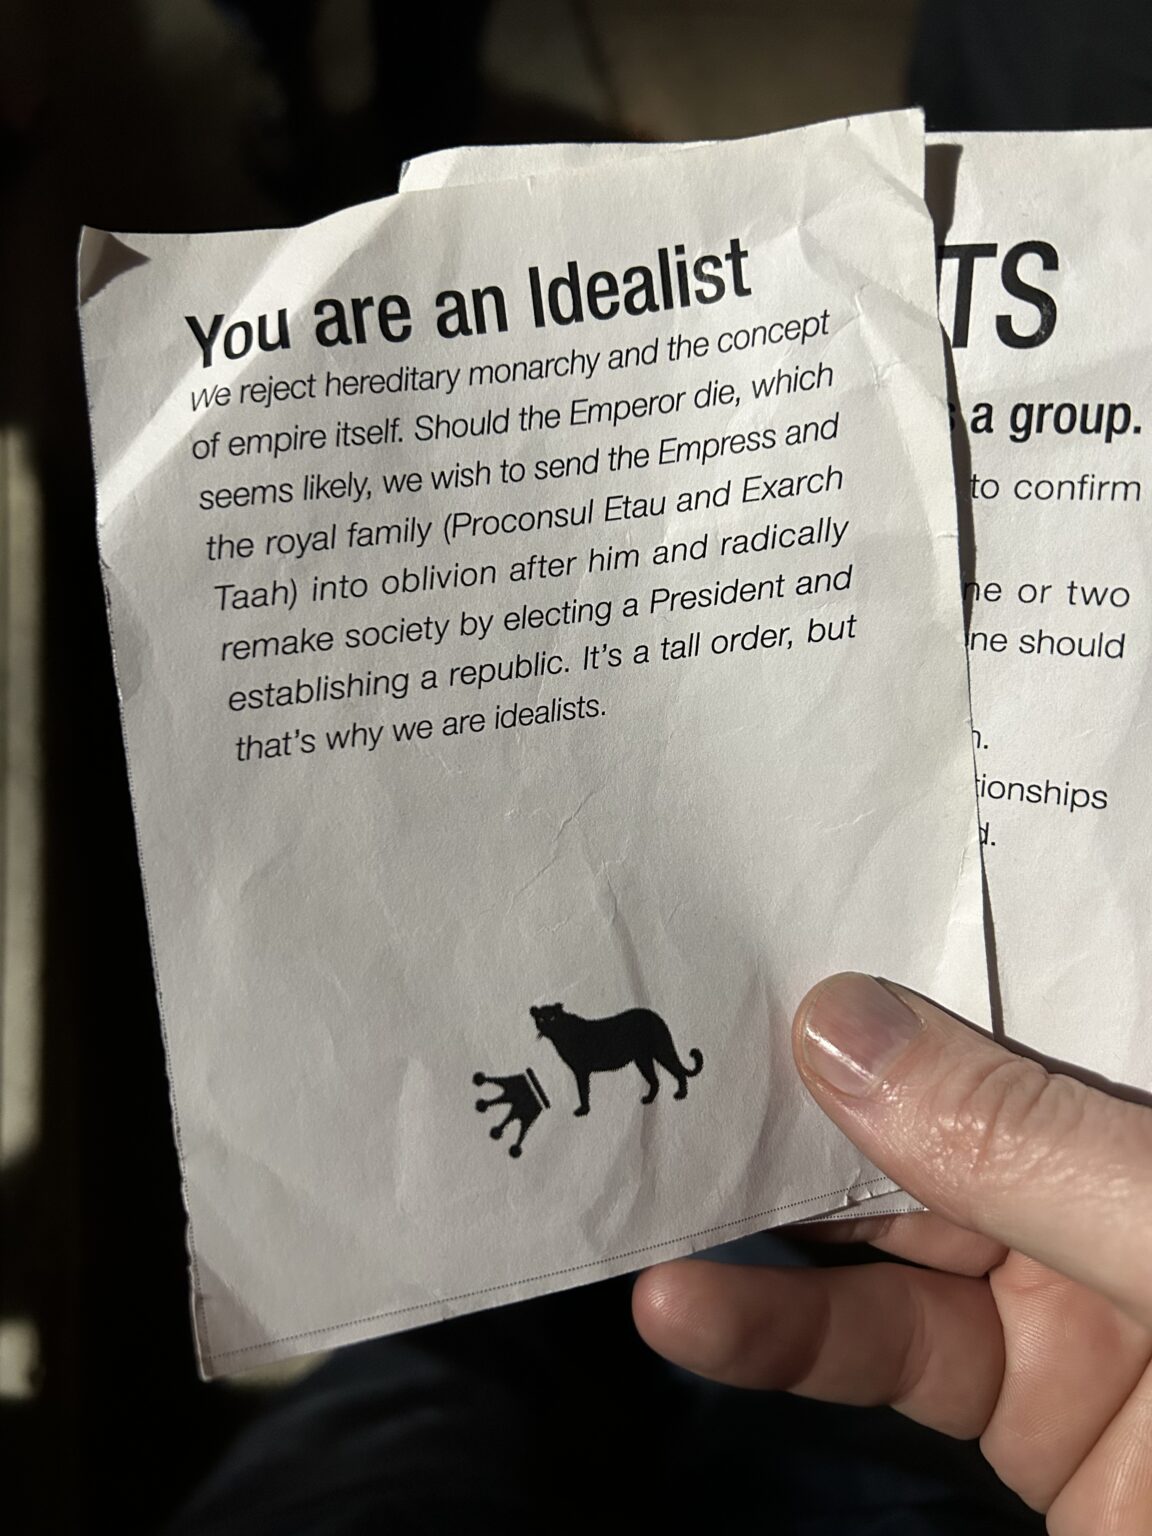 You are an Idealist
We reject hereditary monarchy and the concept
of empire itself. Should the Emperor die, which
seems likely, we wish to send the Empress and
the royal family (Proconsul Etau and Exarch
Taah) into oblivion after him and radically
remake society by electing a President and
establishing a republic. It's a tall order, but
that's why we are idealists.
TS
a group.
to confirm
or two
should